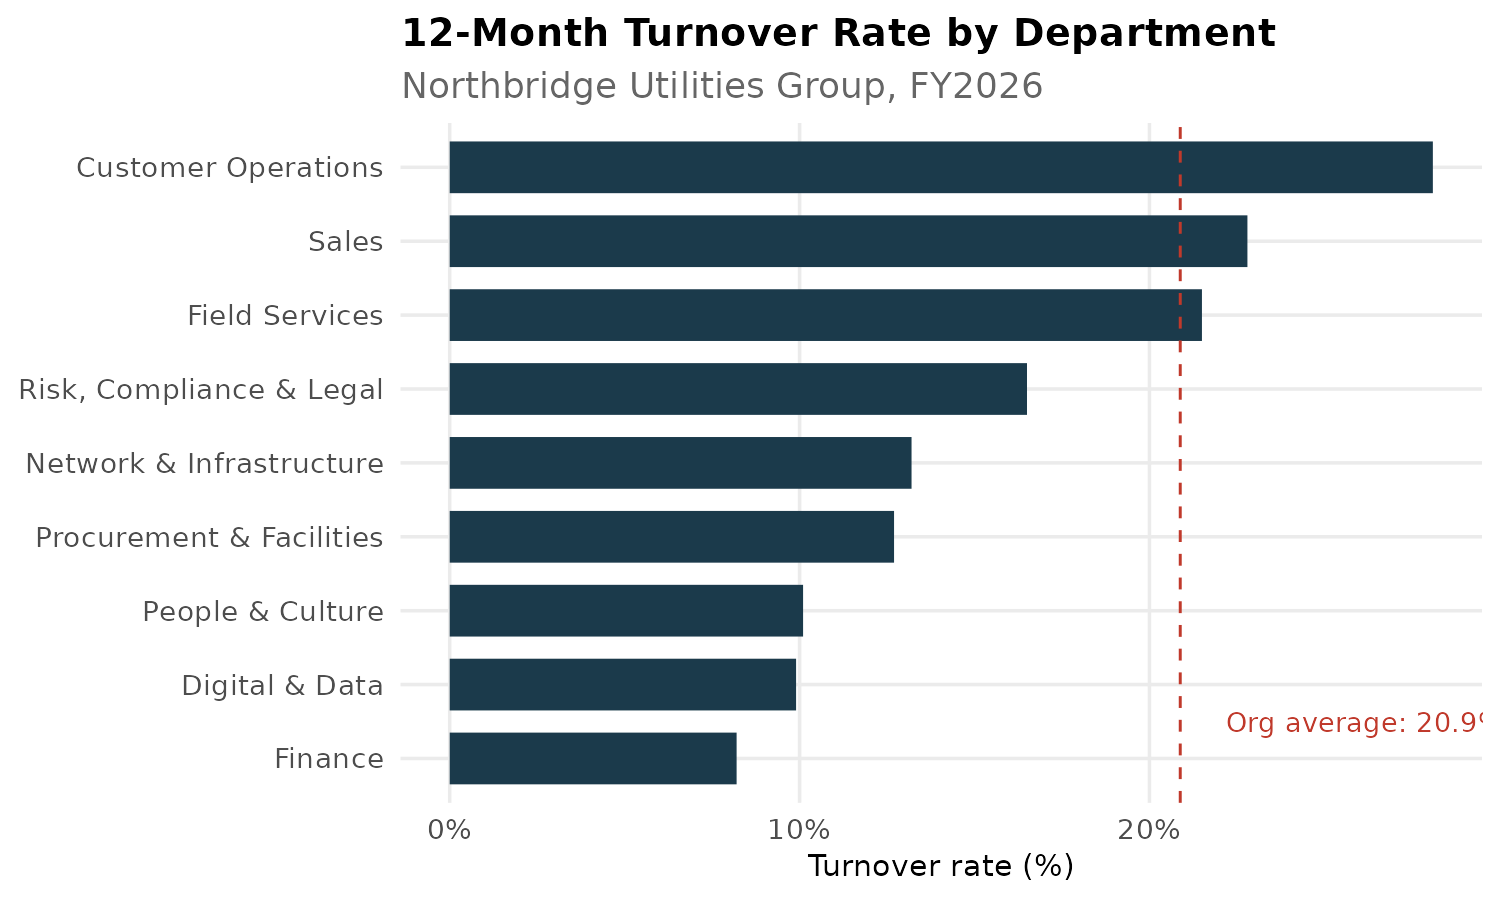 12-Month Turnover Rate by Department
Northbridge Utilities Group, FY2026
Customer Operations
Sales
Field Services
Risk, Compliance & Legal
Network & Infrastructure
Procurement & Facilities
People & Culture
Digital & Data
Org average: 20.9%
Finance
0% 10% 20%
Turnover rate (%)